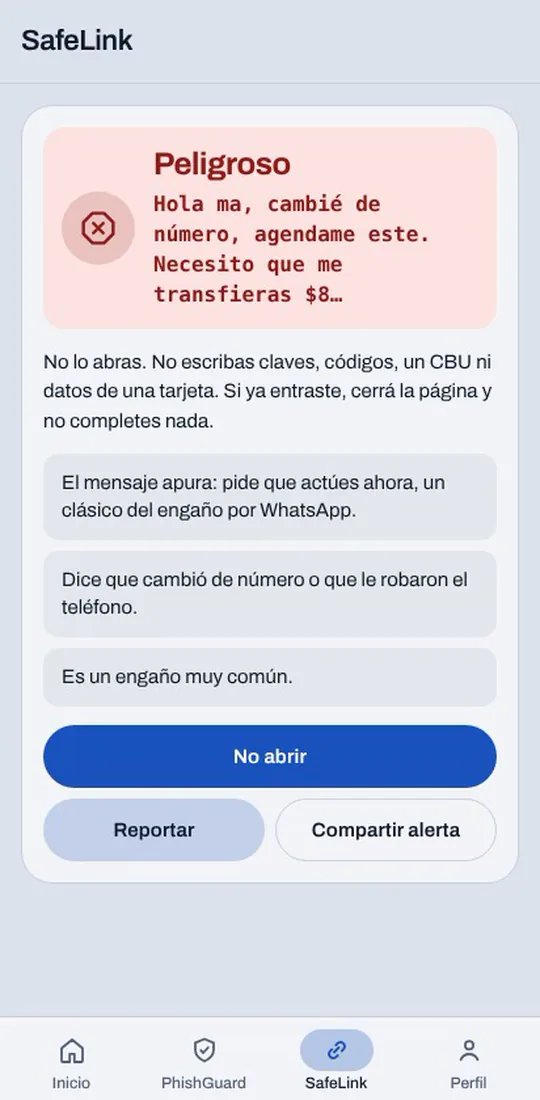 SafeLink
Peligroso
Hola ma, cambié de
número, agendame este.
Necesito que me
transfieras $8…
No lo abras. No escribas claves, códigos, un CBU ni
datos de una tarjeta. Si ya entraste, cerrá la página y
no completes nada.
El mensaje apura: pide que actúes ahora, un
clásico del engaño por WhatsApp.
Dice que cambió de número o que le robaron el
teléfono.
Es un engaño muy común.
No abrir
Reportar
Compartir alerta
Inicio
PhishGuard
SafeLink
Perfil